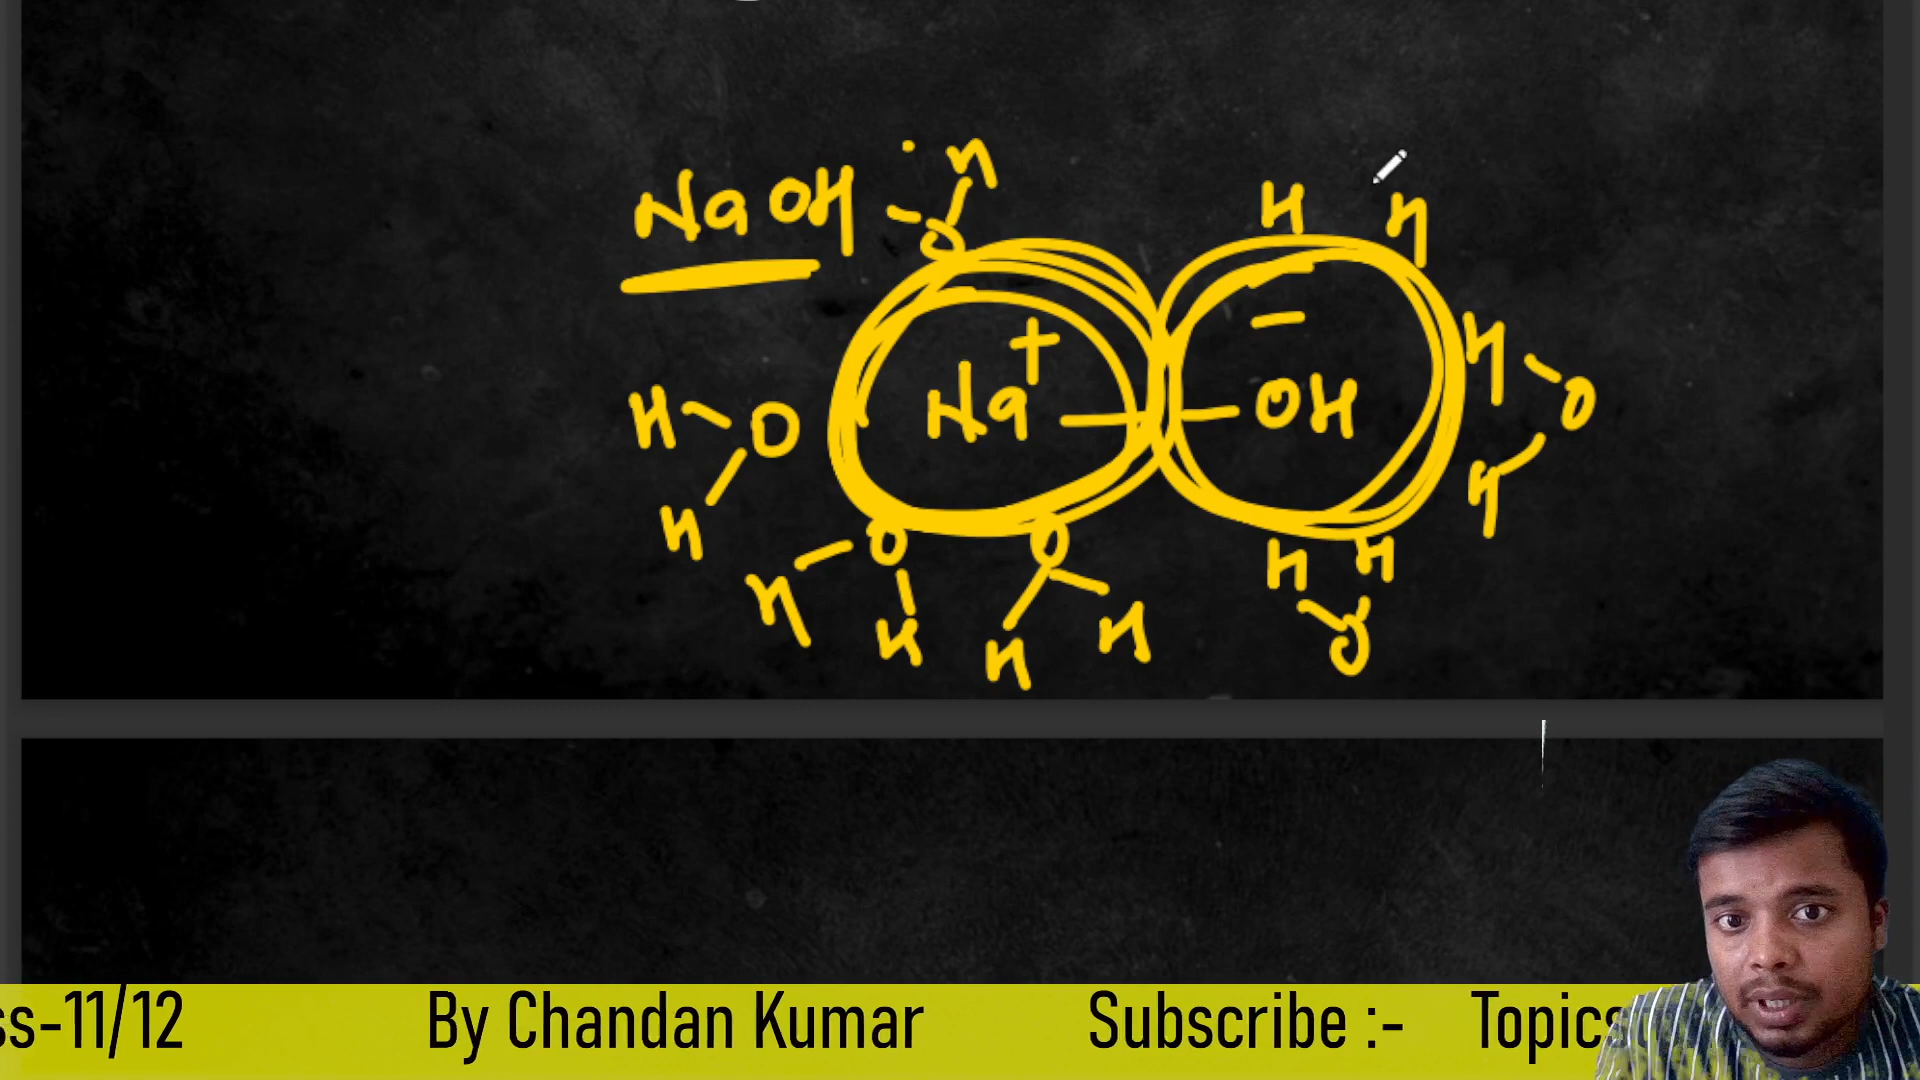 NaOH
H
O
H
H
Na
+
OH
−
H
O
H
H
O
H
H
O
H
H
O
H
H
O
H
H
O
ss-11/12 By Chandan Kumar Subscribe :- Topics